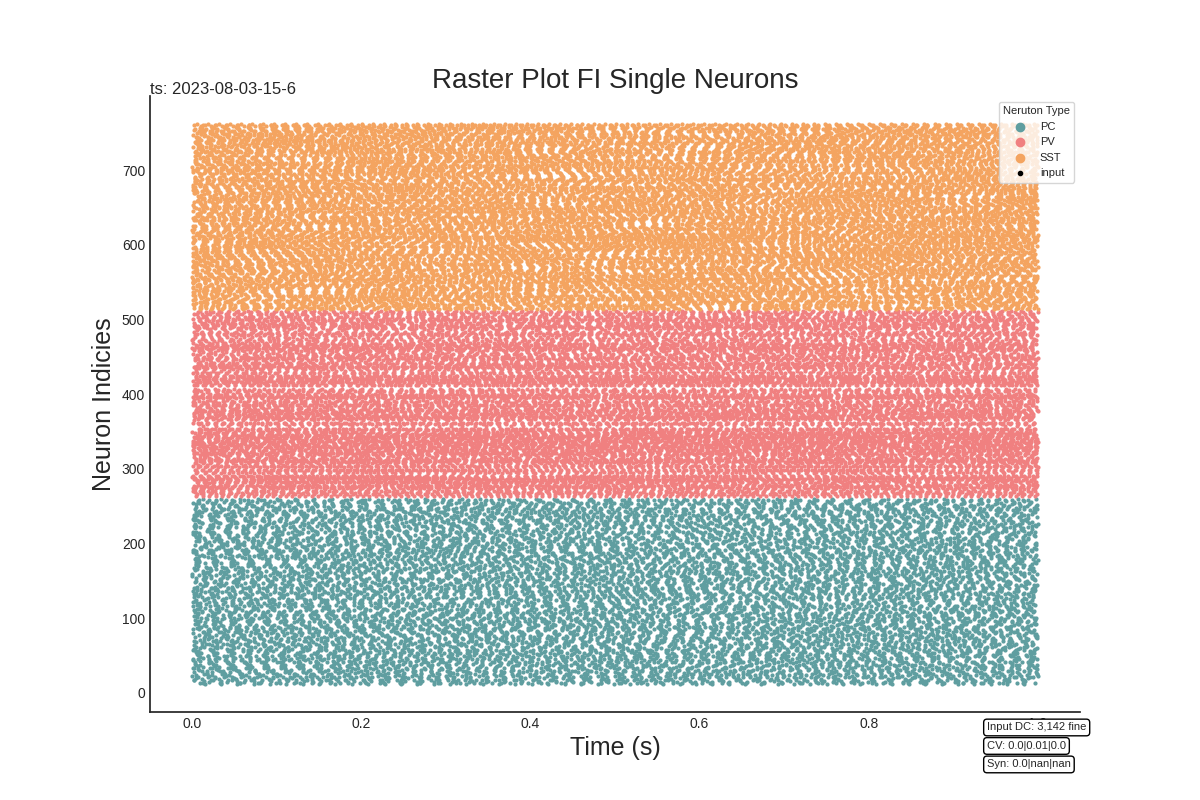 Raster Plot FI Single Neurons
ts: 2023-08-03-15-6
Neruton Type
PC
PV
SST
input
Neuron Indicies
700
600
500
400
300
200
100
0
0.0
0.2
0.4
0.6
0.8
Time (s)
Input DC: 3,142 fine
CV: 0.0|0.01|0.0
Syn: 0.0|nan|nan